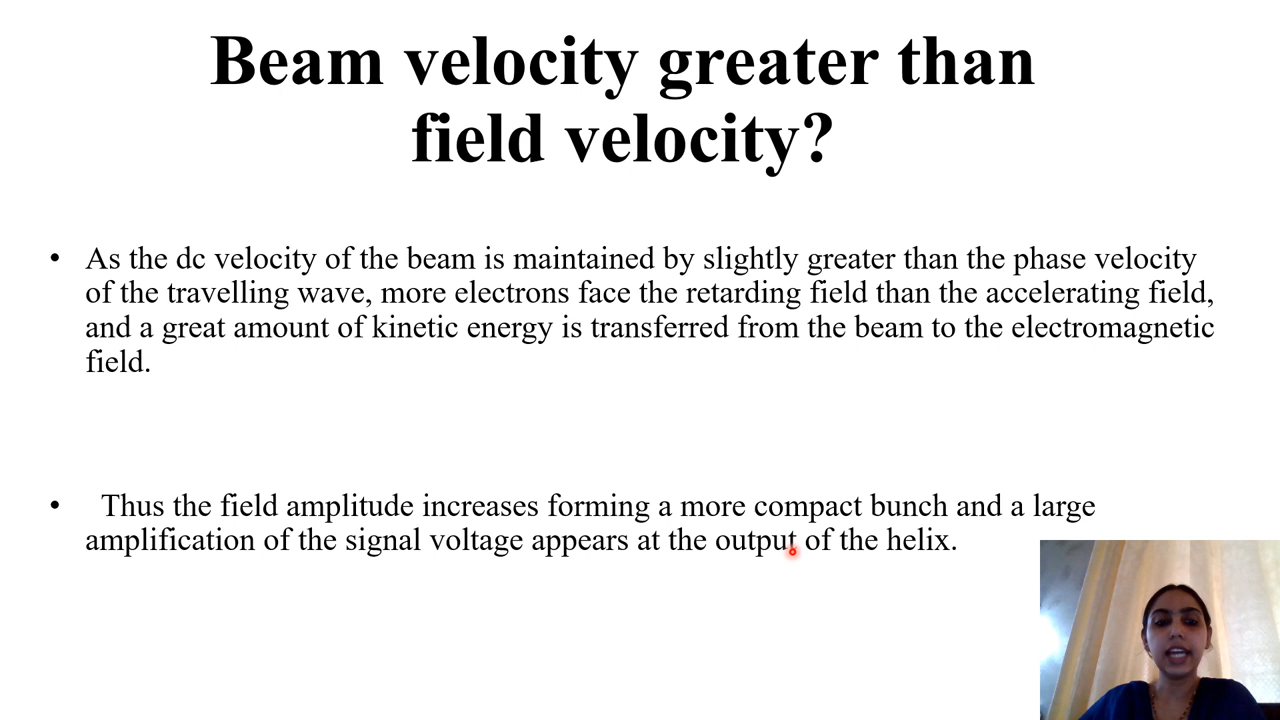 Beam velocity greater than
field velocity?
• As the dc velocity of the beam is maintained by slightly greater than the phase velocity
of the travelling wave, more electrons face the retarding field than the accelerating field,
and a great amount of kinetic energy is transferred from the beam to the electromagnetic
field.
• Thus the field amplitude increases forming a more compact bunch and a large
amplification of the signal voltage appears at the output of the helix.